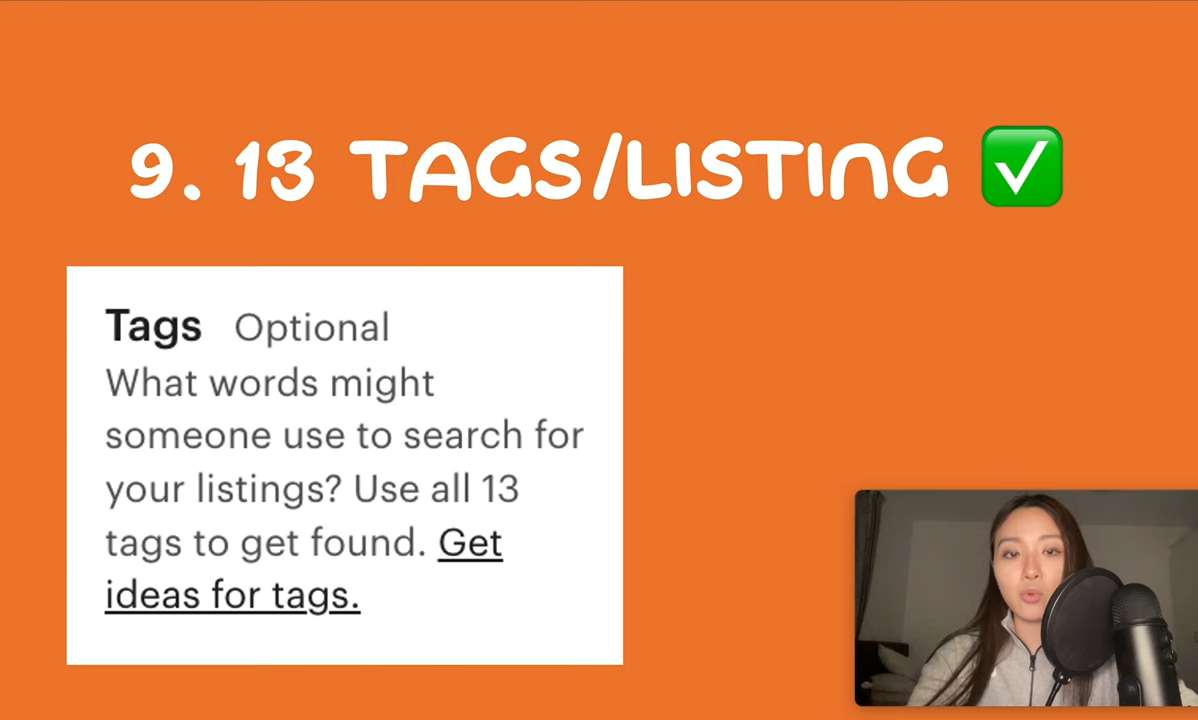 9. 13 TAGS/LISTING ✅
Tags Optional
What words might
someone use to search for
your listings? Use all 13
tags to get found. Get
ideas for tags.